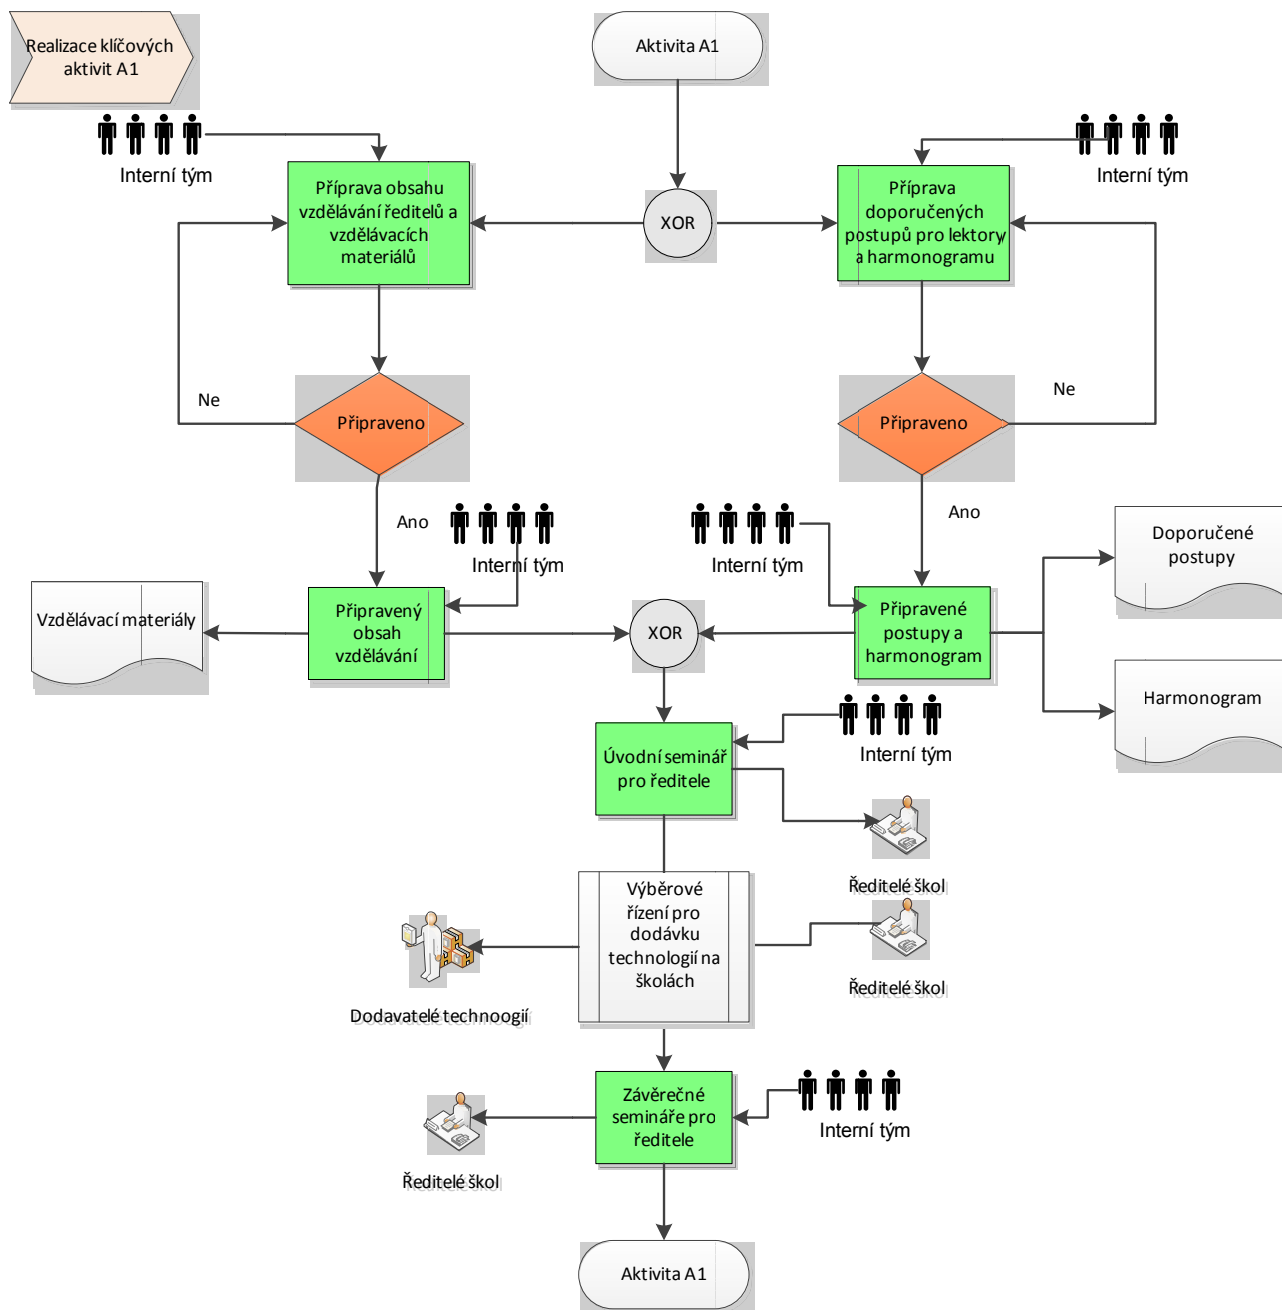 Realizace klíčových
aktivit A1
Aktivita A1
Interní tým
Interní tým
Příprava obsahu
vzdělávání ředitelů a
vzdělávacích
materiálů
XOR
Příprava
doporučených
postupů pro lektory
a harmonogramu
Ne
Připraveno
Připraveno
Ne
Ano
Interní tým
Interní tým
Ano
Doporučené
postupy
Vzdělávací materiály
Připravený
obsah
vzdělávání
XOR
Připravené
postupy a
harmonogram
Harmonogram
Úvodní seminář
pro ředitele
Interní tým
Ředitelé škol
Výběrové
řízení pro
dodávku
technologií na
školách
Ředitelé škol
Dodavatelé technoogií
Závěrečné
semináře pro
ředitele
Interní tým
Ředitelé škol
Aktivita A1